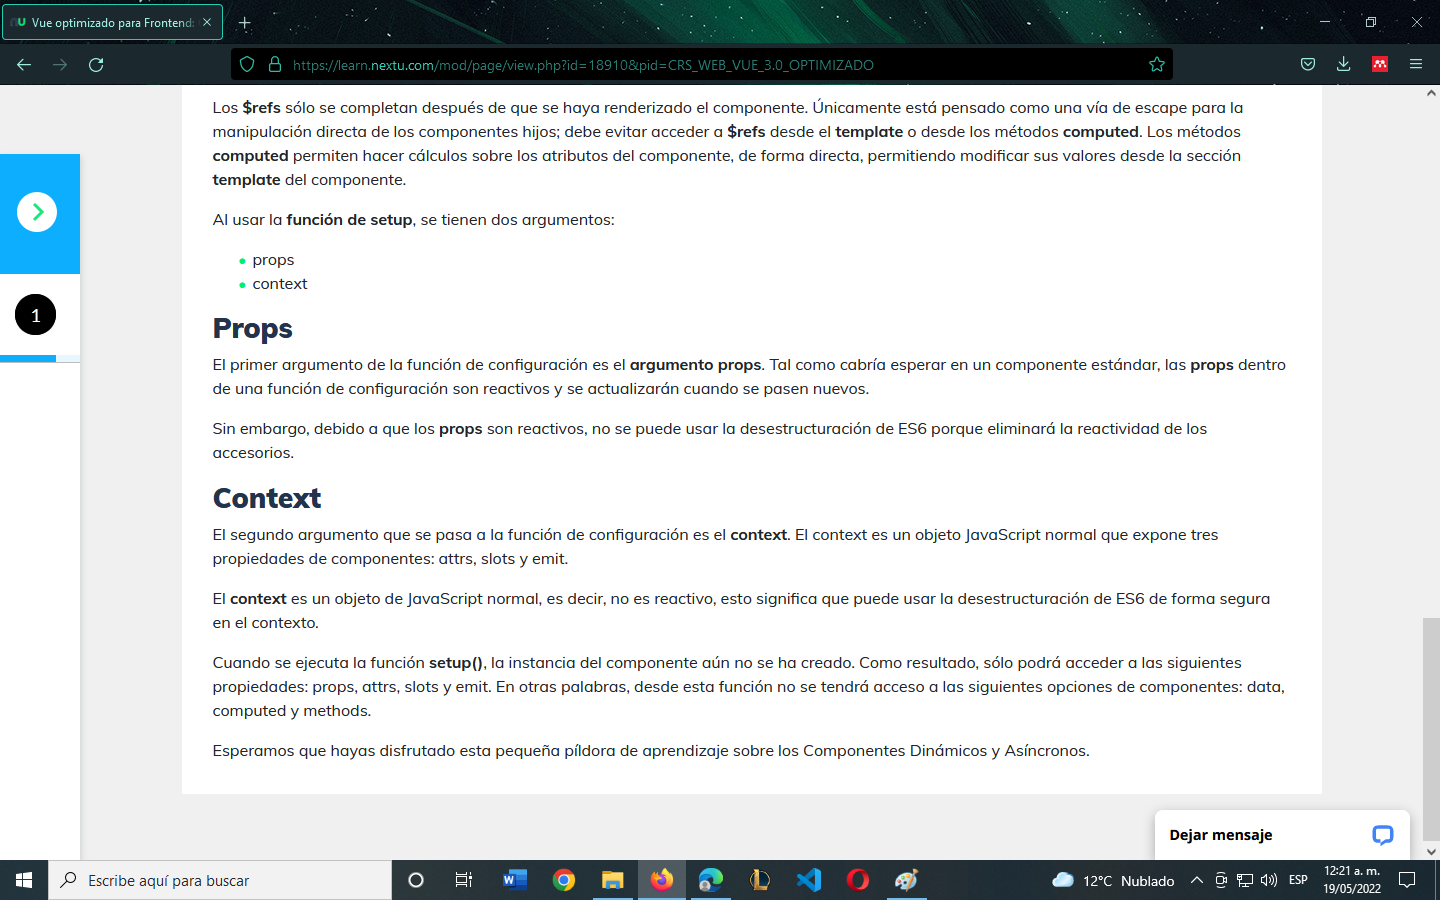 Vue optimizado para Frontend:
https://learn.nextu.com/mod/page/view.php?id=18910&pid=CRS_WEB_VUE_3.0_OPTIMIZADO
Los $refs sólo se completan después de que se haya renderizado el componente. Únicamente está pensado como una vía de escape para la
manipulación directa de los componentes hijos; debe evitar acceder a $refs desde el template o desde los métodos computed. Los métodos
computed permiten hacer cálculos sobre los atributos del componente, de forma directa, permitiendo modificar sus valores desde la sección
template del componente.
Al usar la función de setup, se tienen dos argumentos:
props
context
1
Props
El primer argumento de la función de configuración es el argumento props. Tal como cabría esperar en un componente estándar, las props dentro
de una función de configuración son reactivos y se actualizarán cuando se pasen nuevos.
Sin embargo, debido a que los props son reactivos, no se puede usar la desestructuración de ES6 porque eliminará la reactividad de los
accesorios.
Context
El segundo argumento que se pasa a la función de configuración es el context. El context es un objeto JavaScript normal que expone tres
propiedades de componentes: attrs, slots y emit.
El context es un objeto de JavaScript normal, es decir, no es reactivo, esto significa que puede usar la desestructuración de ES6 de forma segura
en el contexto.
Cuando se ejecuta la función setup(), la instancia del componente aún no se ha creado. Como resultado, sólo podrá acceder a las siguientes
propiedades: props, attrs, slots y emit. En otras palabras, desde esta función no se tendrá acceso a las siguientes opciones de componentes: data,
computed y methods.
Esperamos que hayas disfrutado esta pequeña píldora de aprendizaje sobre los Componentes Dinámicos y Asíncronos.
Dejar mensaje
Escribe aquí para buscar
12°C Nublado
ESP
12:21 a. m.
19/05/2022